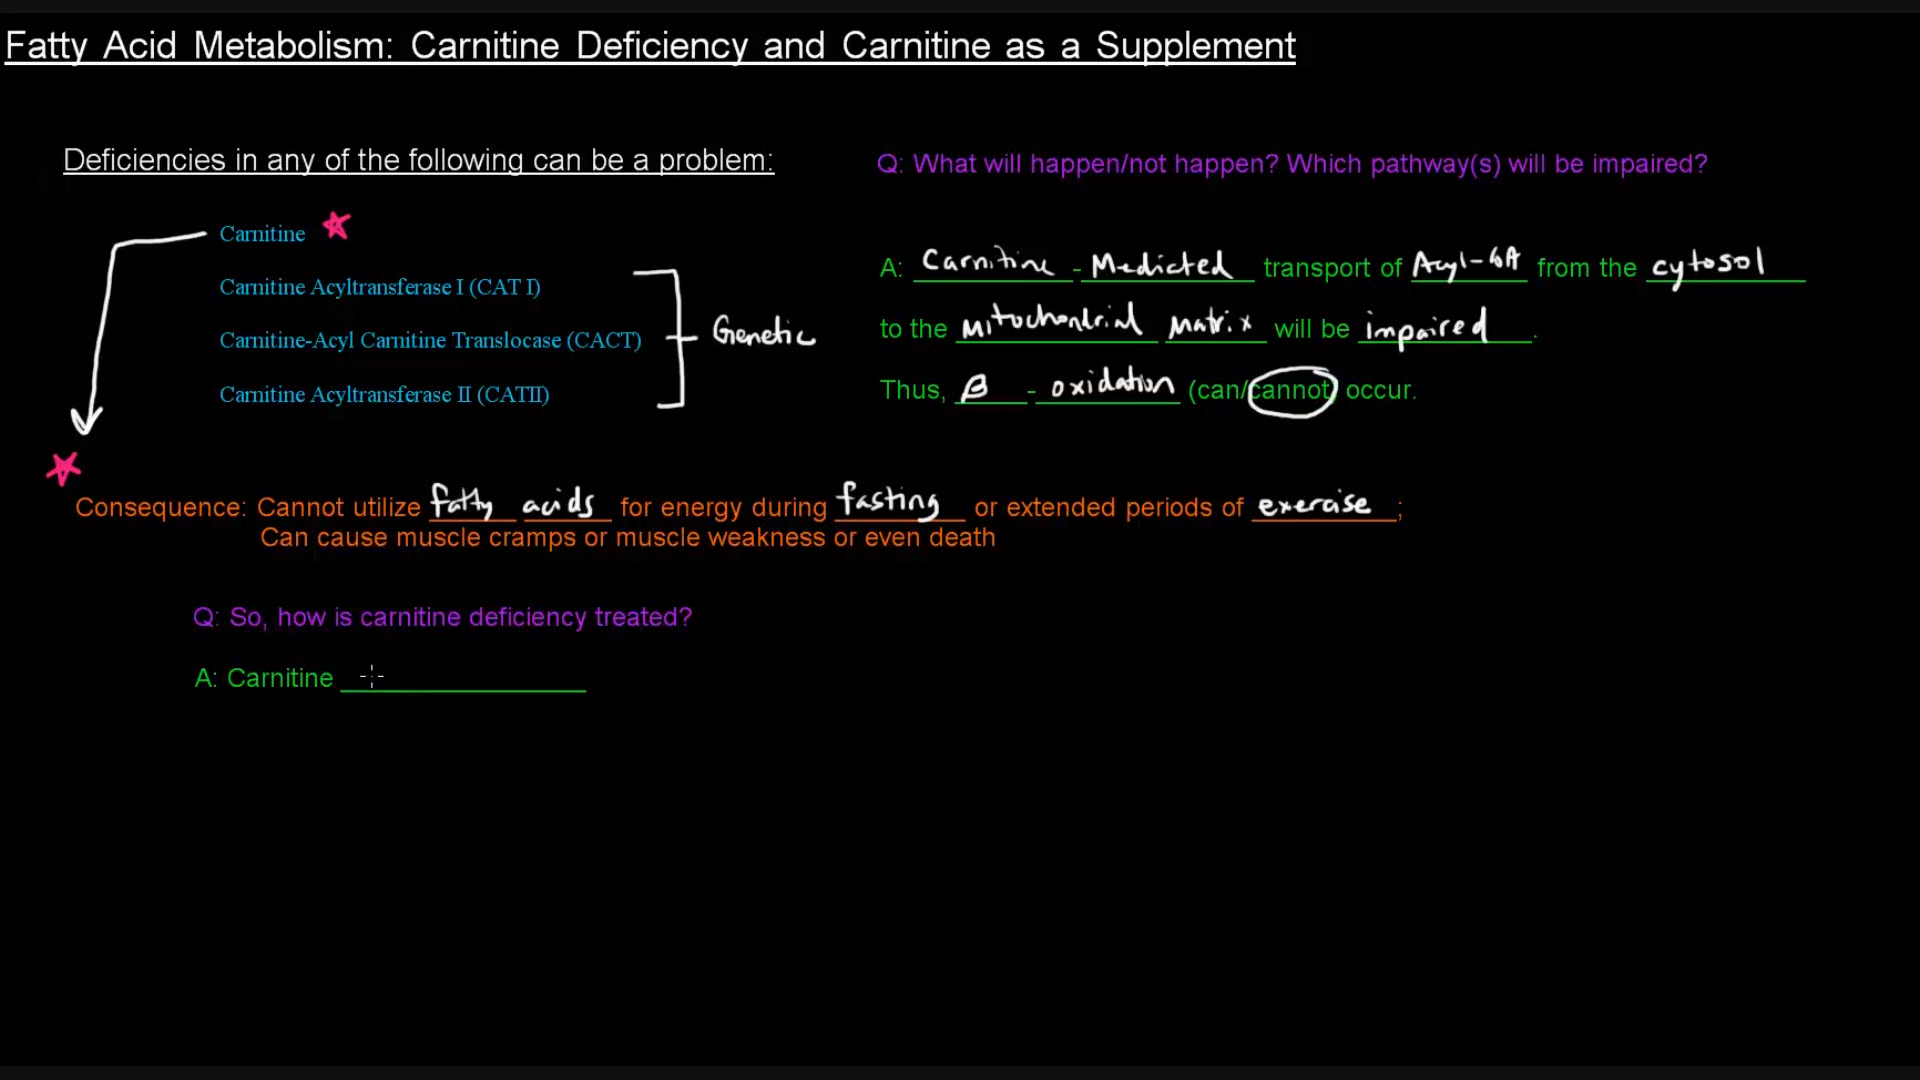 Fatty Acid Metabolism: Carnitine Deficiency and Carnitine as a Supplement
Deficiencies in any of the following can be a problem:
Carnitine
Carnitine Acyltransferase I (CAT I)
Carnitine-Acyl Carnitine Translocase (CACT)
Carnitine Acyltransferase II (CATII)
Genetic
Q: What will happen/not happen? Which pathway(s) will be impaired?
A: Carnitine - Mediated transport of Acyl-CoA from the cytosol
to the Mitochondrial Matrix will be impaired.
Thus, β - oxidation (can/cannot) occur.
Consequence: Cannot utilize fatty acids for energy during fasting or extended periods of exercise;
Can cause muscle cramps or muscle weakness or even death
Q: So, how is carnitine deficiency treated?
A: Carnitine